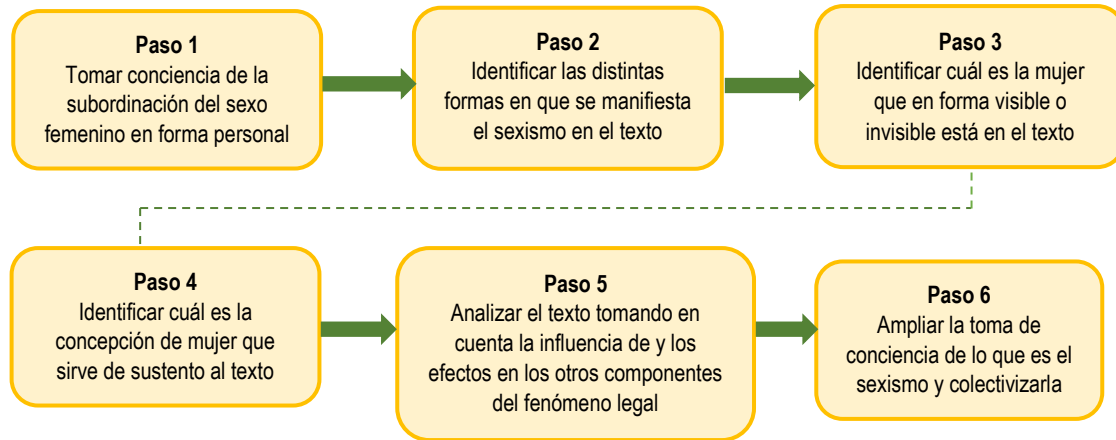 Paso 1
Tomar conciencia de la
subordinación del sexo
femenino en forma personal
Paso 2
Identificar las distintas
formas en que se manifiesta
el sexismo en el texto
Paso 3
Identificar cuál es la mujer
que en forma visible o
invisible está en el texto
Paso 4
Identificar cuál es la
concepción de mujer que
sirve de sustento al texto
Paso 5
Analizar el texto tomando en
cuenta la influencia de y los
efectos en los otros componentes
del fenómeno legal
Paso 6
Ampliar la toma de
conciencia de lo que es el
sexismo y colectivizarla